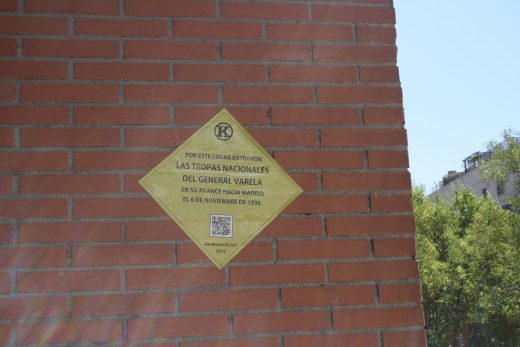 K
POR ESTE LUGAR ENTRARON
LAS TROPAS NACIONALES
DEL GENERAL VARELA
EN SU AVANCE HACIA MADRID
EL 6 DE NOVIEMBRE DE 1936